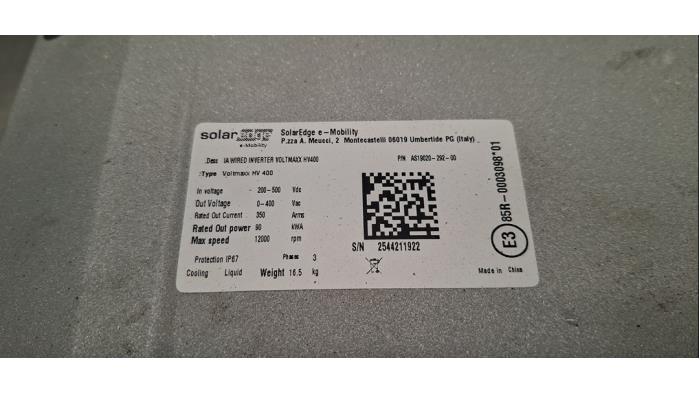 solarEDGE
e-Mobility
SolarEdge e-Mobility
P.zza A. Meucci, 2 Montecastelli 06019 Umbertide PG (Italy)
.Desc IA WIRED INVERTER VOLTMAXX HV400 P/N AS19020-292-00
:Type Voltmaxx HV 400
In voltage - 200-500 Vdc
Out Voltage 0-400 Vac
Rated Out Current 350 Arms
Rated Out power 90 kWA
Max speed 12000 rpm
Protection IP67 Phases 3
Cooling Liquid Weight 16.5 kg
S/N 2544211922
E3
85R-0003098*01
Made in China